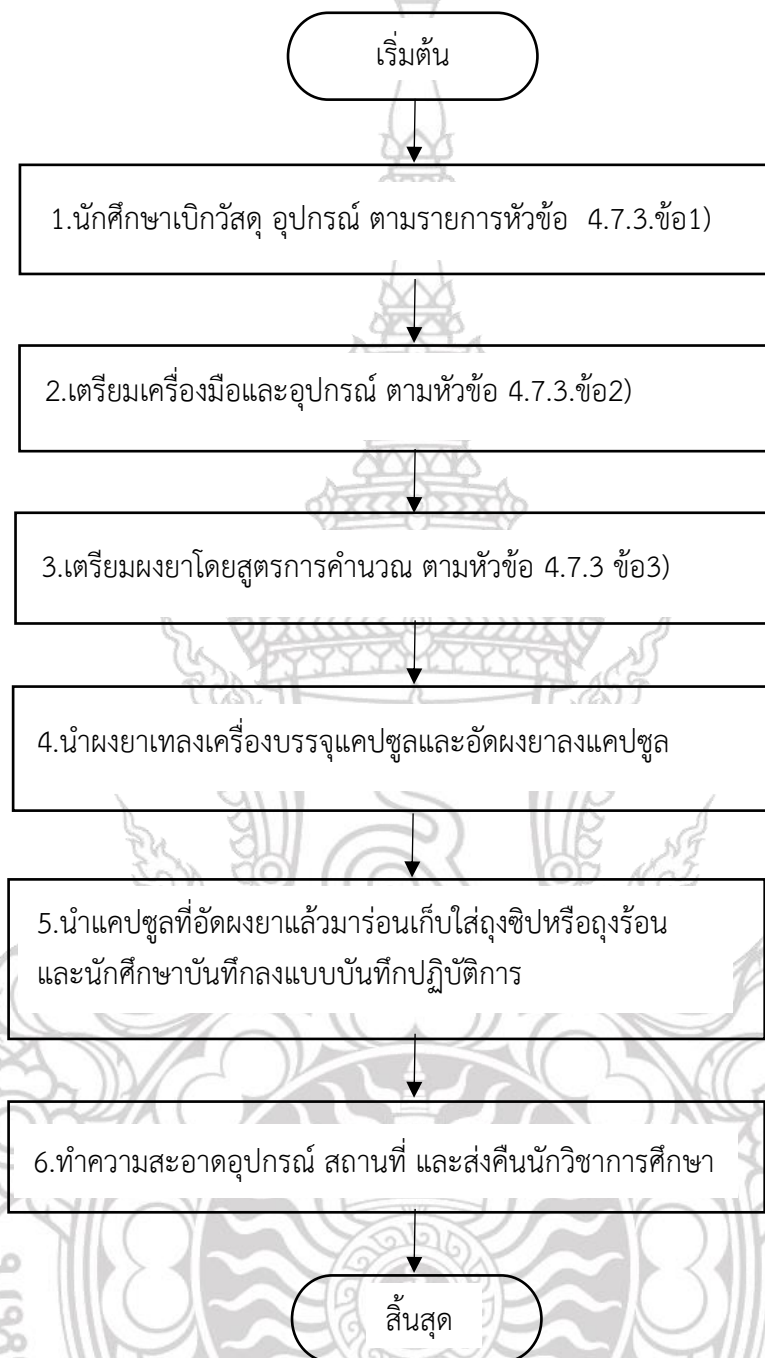 เริ่มต้น
1.นักศึกษาเบิกวัสดุ อุปกรณ์ ตามรายการหัวข้อ 4.7.3.ข้อ1)
2.เตรียมเครื่องมือและอุปกรณ์ ตามหัวข้อ 4.7.3.ข้อ2)
3.เตรียมผงยาโดยสูตรการคำนวณ ตามหัวข้อ 4.7.3 ข้อ3)
4.นำผงยาเทลงเครื่องบรรจุแคปซูลและอัดผงยาลงแคปซูล
5.นำแคปซูลที่อัดผงยาแล้วมาร่อนเก็บใส่ถุงซิปหรือถุงร้อน
และนักศึกษาบันทึกลงแบบบันทึกปฏิบัติการ
6.ทำความสะอาดอุปกรณ์ สถานที่ และส่งคืนนักวิชาการศึกษา
สิ้นสุด